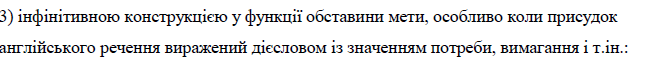 3) інфінітивною конструкцією у функції обставини мети, особливо коли присудок
англійського речення виражений дієсловом із значенням потреби, вимагання і т.ін.: